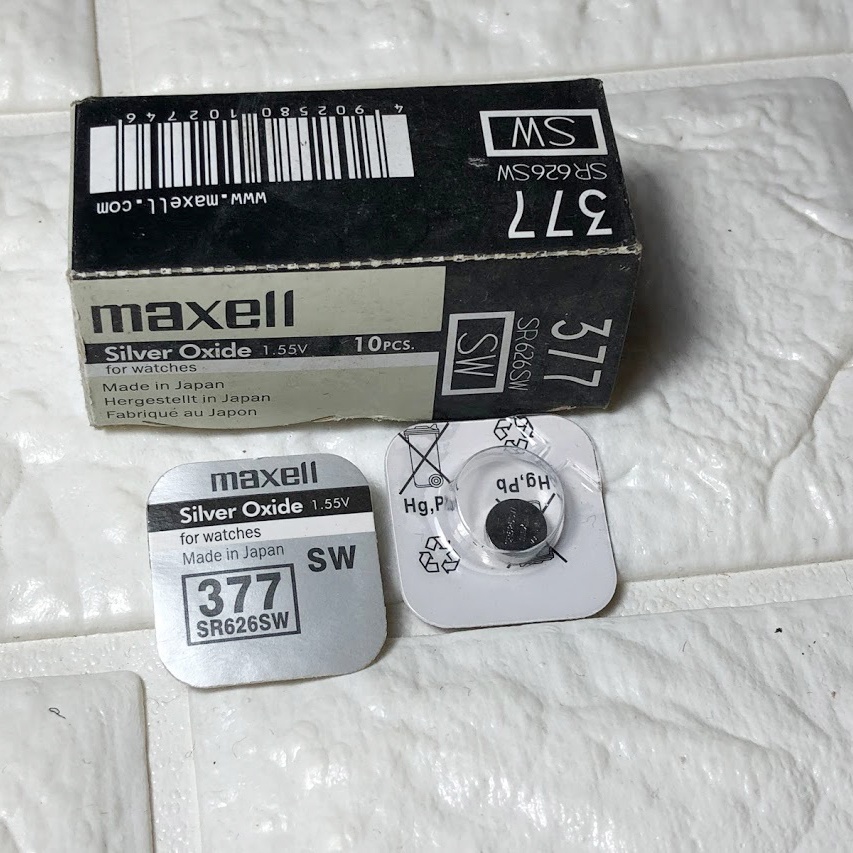 4 902580 102746
www.maxell.com
SW
SR626SW
377
maxell
Silver Oxide 1.55V 10PCS.
for watches
Made in Japan
Hergestellt in Japan
Fabriqué au Japon
SW
SR626SW
377
maxell
Silver Oxide 1.55V
for watches
Made in Japan
SW
377
SR626SW
Hg,P
Hg,Pb